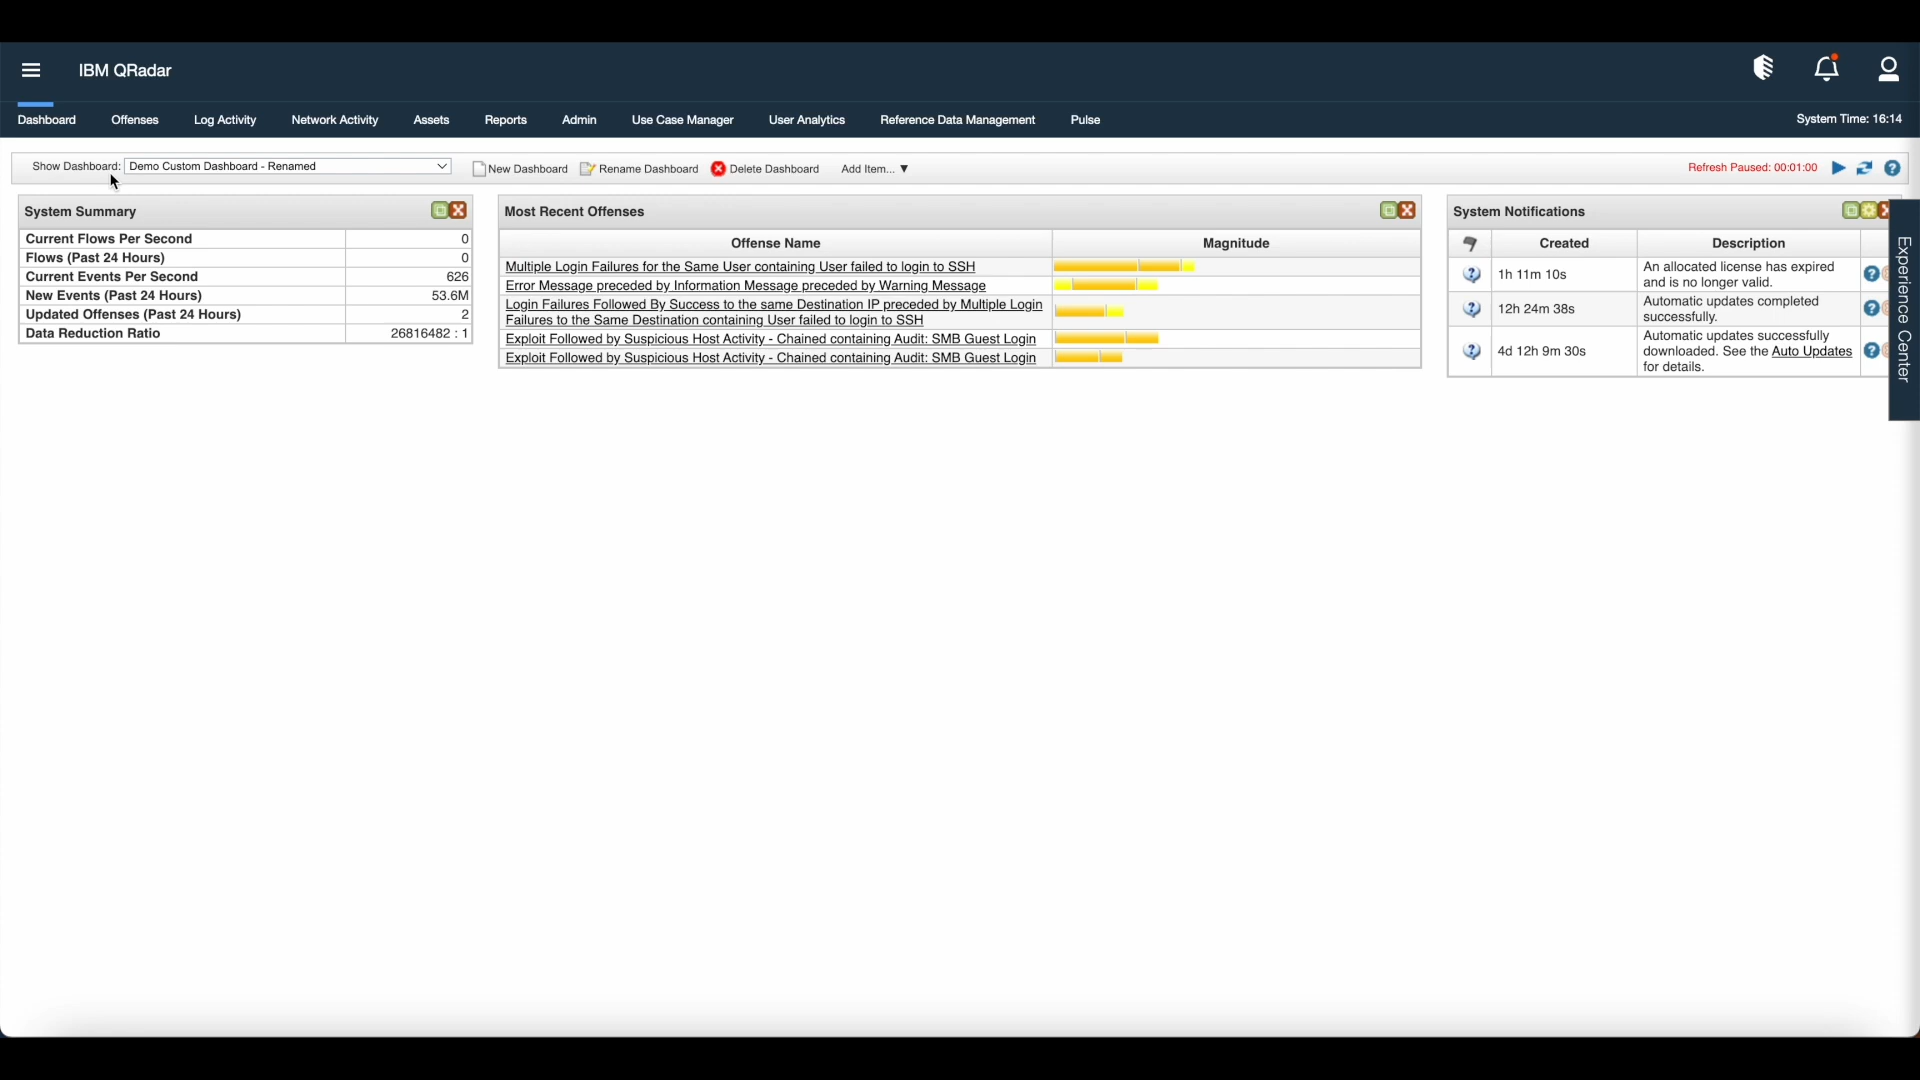 IBM QRadar
Dashboard Offenses Log Activity Network Activity Assets Reports Admin Use Case Manager User Analytics Reference Data Management Pulse System Time: 16:14
Show Dashboard: Demo Custom Dashboard - Renamed New Dashboard Rename Dashboard Delete Dashboard Add Item... ▼ Refresh Paused: 00:01:00
System Summary
Current Flows Per Second 0
Flows (Past 24 Hours) 0
Current Events Per Second 626
New Events (Past 24 Hours) 53.6M
Updated Offenses (Past 24 Hours) 2
Data Reduction Ratio 26816482 : 1
Most Recent Offenses
Offense Name Magnitude
Multiple Login Failures for the Same User containing User failed to login to SSH
Error Message preceded by Information Message preceded by Warning Message
Login Failures Followed By Success to the same Destination IP preceded by Multiple Login
Failures to the Same Destination containing User failed to login to SSH
Exploit Followed by Suspicious Host Activity - Chained containing Audit: SMB Guest Login
Exploit Followed by Suspicious Host Activity - Chained containing Audit: SMB Guest Login
System Notifications
Created Description
1h 11m 10s An allocated license has expired
and is no longer valid.
12h 24m 38s Automatic updates completed
successfully.
4d 12h 9m 30s Automatic updates successfully
downloaded. See the Auto Updates
for details.
Experience Center